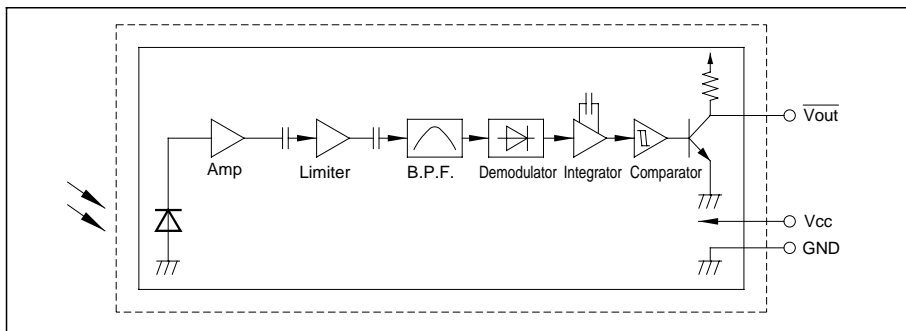 Amp
Limiter
B.P.F.
Demodulator
Integrator
Comparator
Vout
Vcc
GND